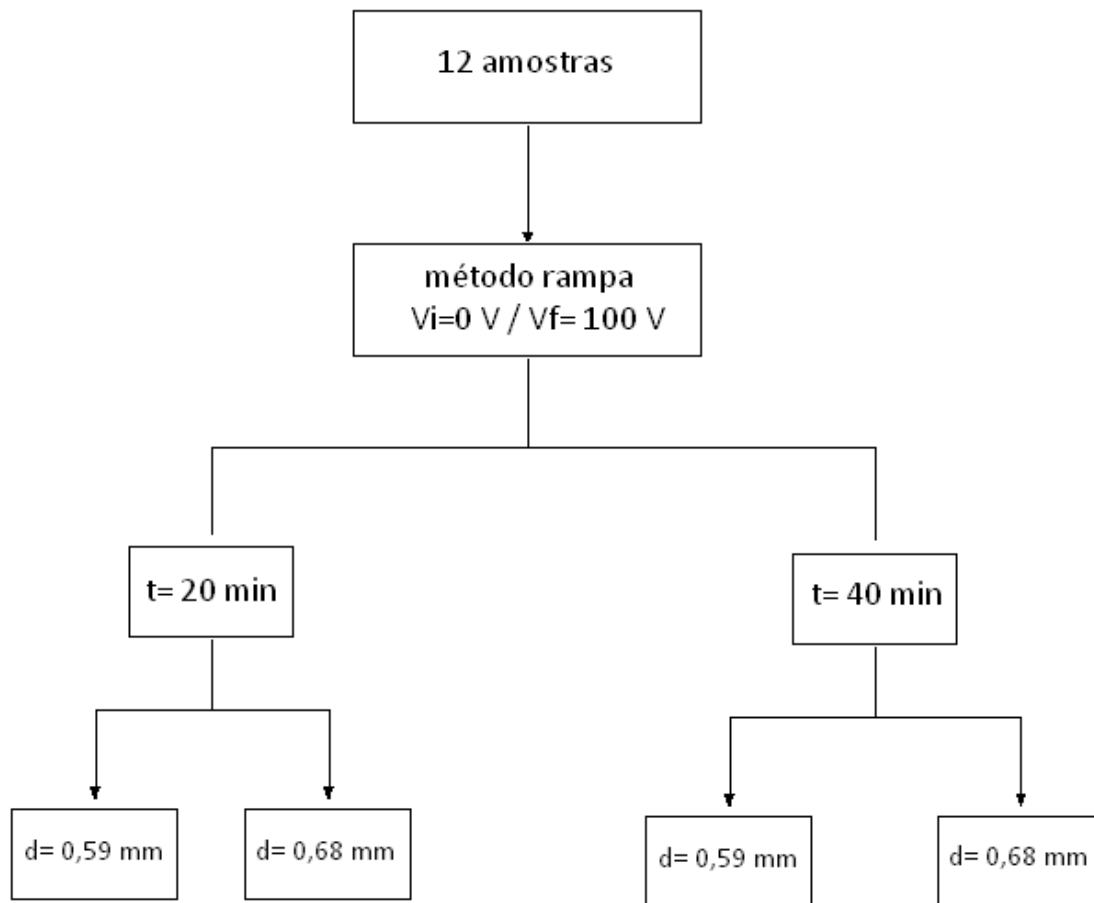 12 amostras
método rampa
Vi=0 V / Vf= 100 V
t= 20 min
t= 40 min
d= 0,59 mm
d= 0,68 mm
d= 0,59 mm
d= 0,68 mm